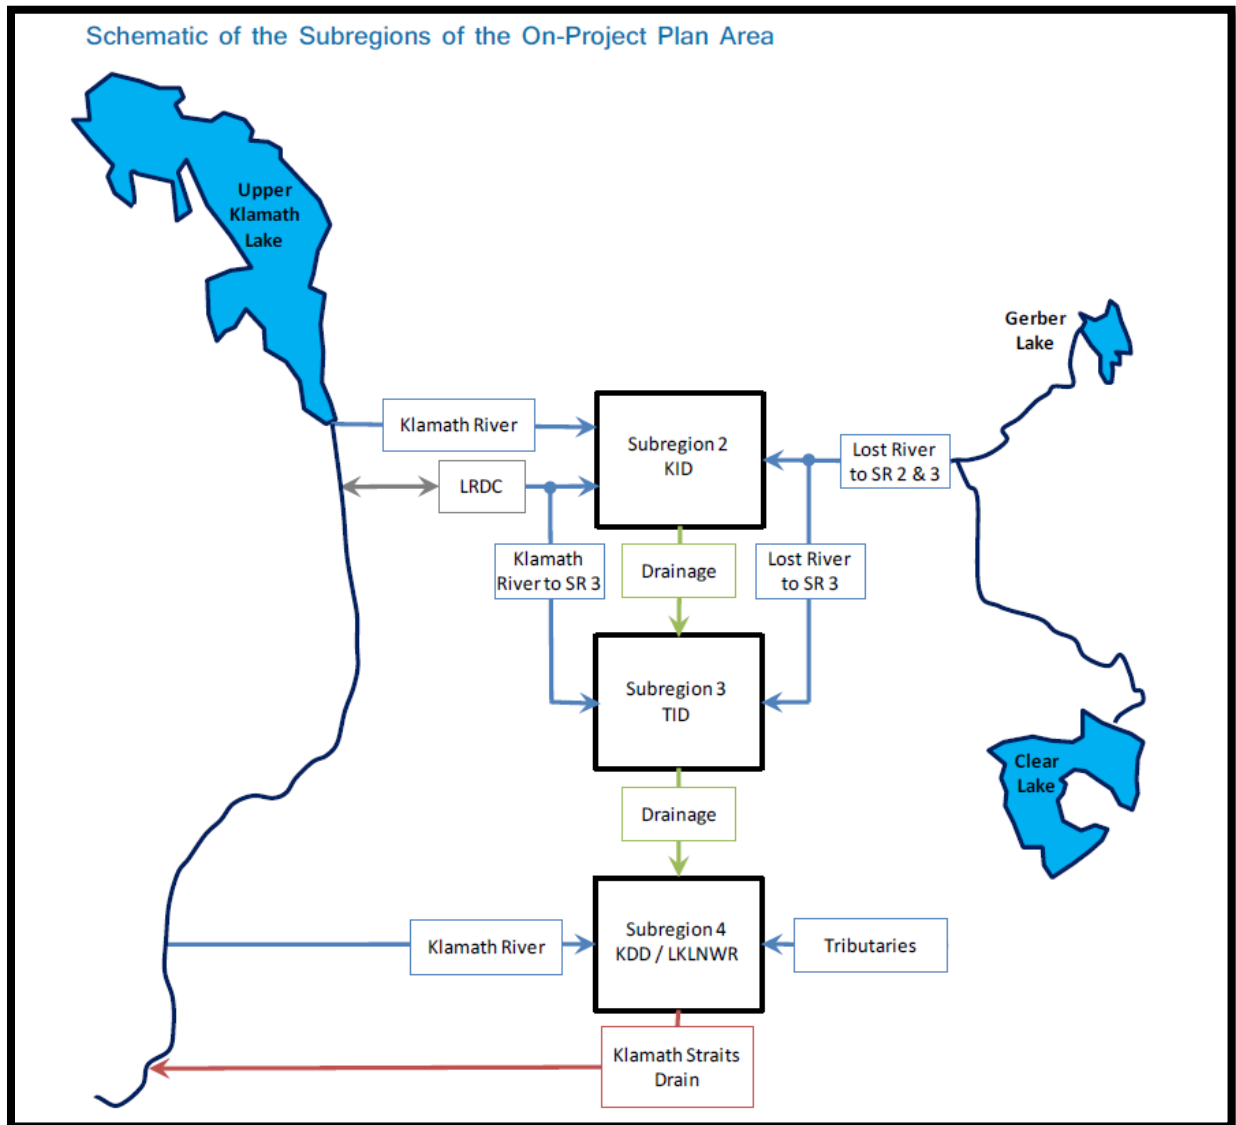 Schematic of the Subregions of the On-Project Plan Area
Upper
Klamath
Lake
Gerber
Lake
Klamath River
Subregion 2
KID
Lost River
to SR 2 & 3
LRDC
Klamath
River to SR 3
Drainage
Lost River
to SR 3
Subregion 3
TID
Clear
Lake
Drainage
Klamath River
Subregion 4
KDD / LKLNWR
Tributaries
Klamath Straits
Drain